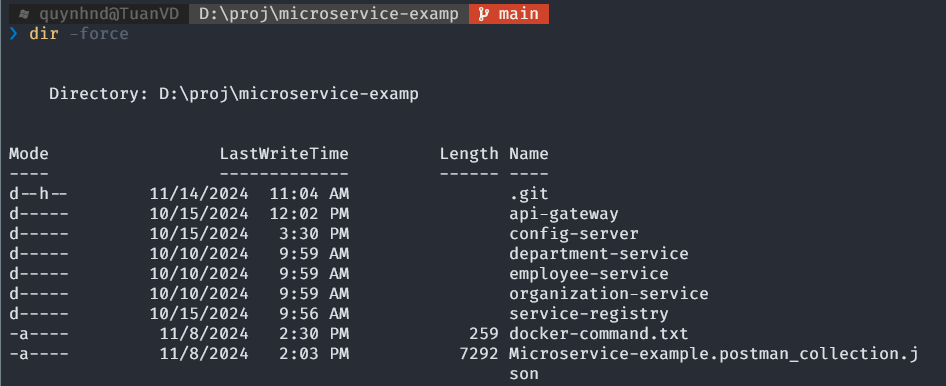 quynhnd@TuanVD D:\proj\microservice-examp main
❯ dir -force
Directory: D:\proj\microservice-examp
Mode LastWriteTime Length Name
---- ------------- ------ ----
d--h-- 11/14/2024 11:04 AM .git
d----- 10/15/2024 12:02 PM api-gateway
d----- 10/15/2024 3:30 PM config-server
d----- 10/10/2024 9:59 AM department-service
d----- 10/10/2024 9:59 AM employee-service
d----- 10/10/2024 9:59 AM organization-service
d----- 10/15/2024 9:56 AM service-registry
-a---- 11/8/2024 2:30 PM 259 docker-command.txt
-a---- 11/8/2024 2:03 PM 7292 Microservice-example.postman_collection.j
son